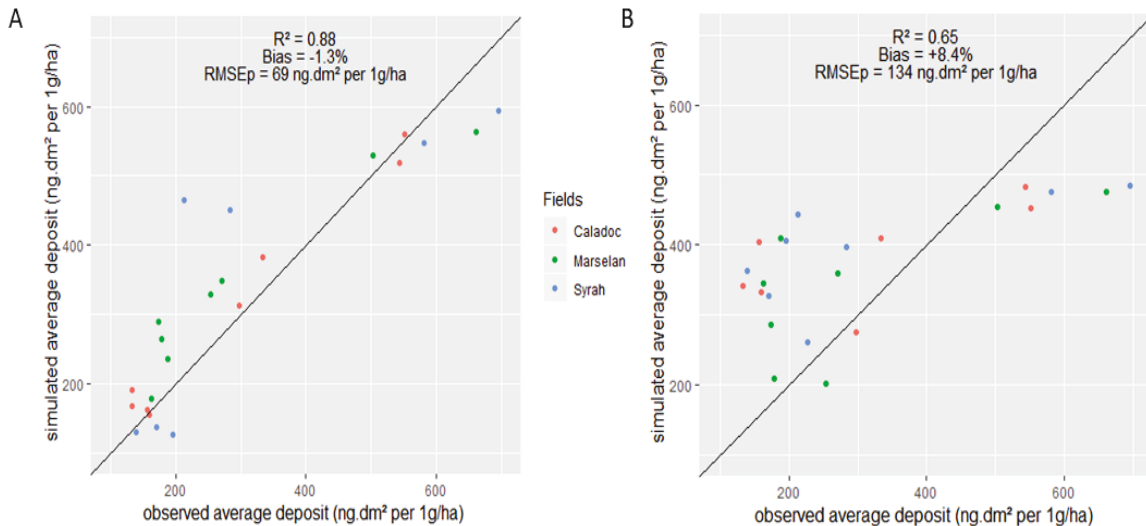 A
R² = 0.88
Bias = -1.3%
RMSEp = 69 ng.dm² per 1g/ha
simulated average deposit (ng.dm² per 1g/ha)
600
400
200
200 400 600
observed average deposit (ng.dm² per 1g/ha)
Fields
Caladoc
Marselan
Syrah
B
R² = 0.65
Bias = +8.4%
RMSEp = 134 ng.dm² per 1g/ha
simulated average deposit (ng.dm² per 1g/ha)
600
400
200
200 400 600
observed average deposit (ng.dm² per 1g/ha)